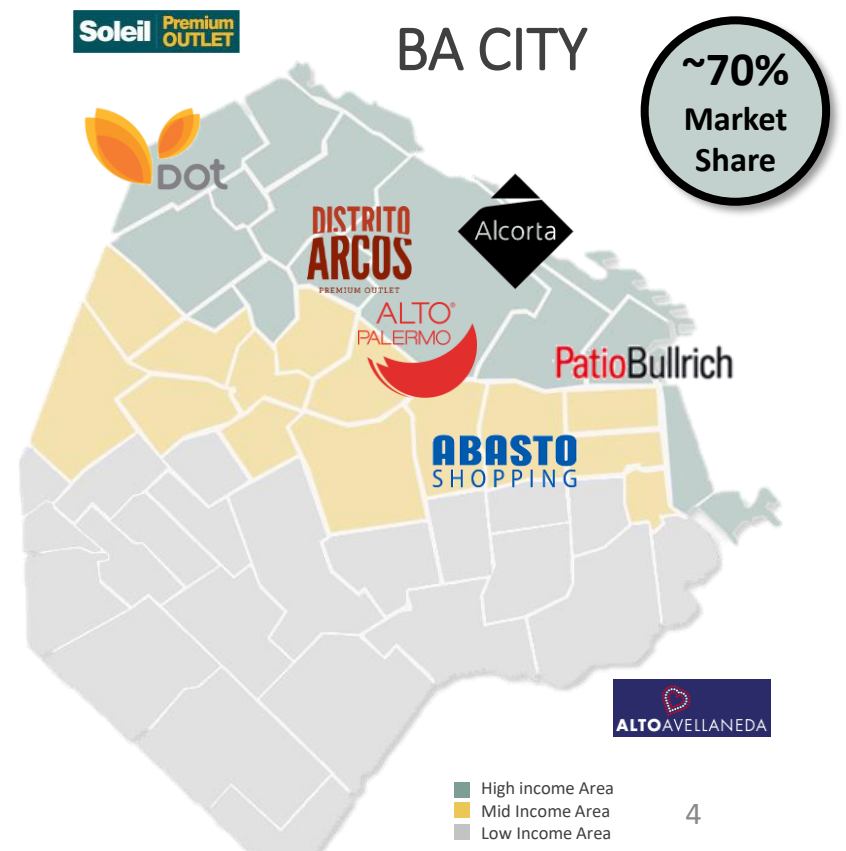 Soleil Premium OUTLET
BA CITY
~70%
Market
Share
DOT
DISTRITO
ARCOS
PREMIUM OUTLET
Alcorta
ALTO®
PALERMO
PatioBullrich
ABASTO
SHOPPING
ALTOAVELLANEDA
High income Area
Mid Income Area
Low Income Area
4